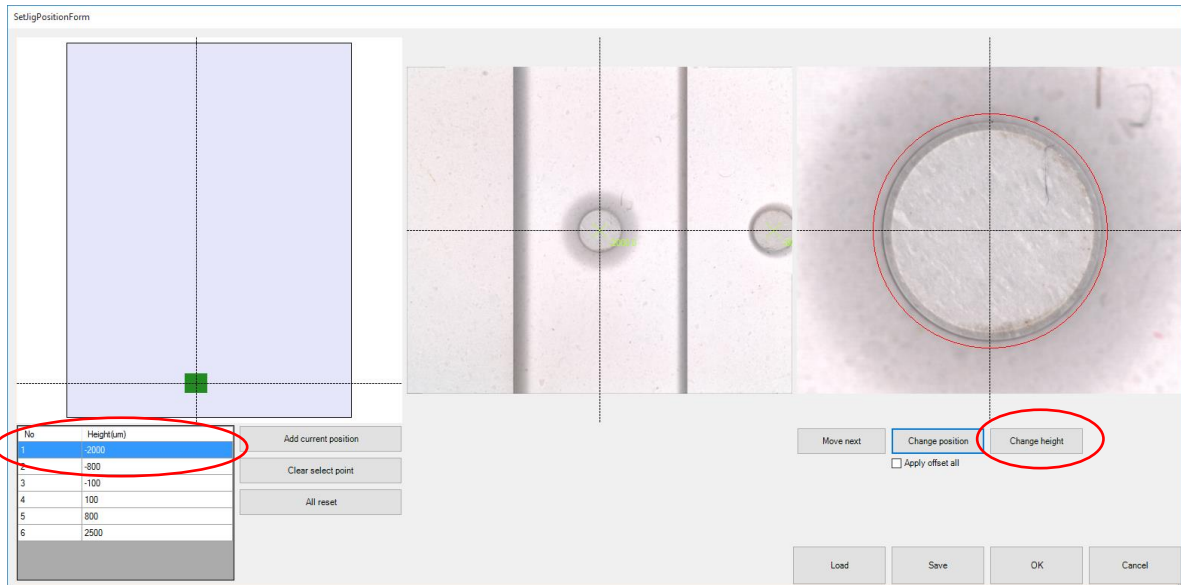 SetJigPositionForm
No Height(um)
1 -2000
2 -800
3 -100
4 100
5 800
6 2500
Add current position
Clear select point
All reset
Move next Change position Change height
Apply offset all
Load Save OK Cancel